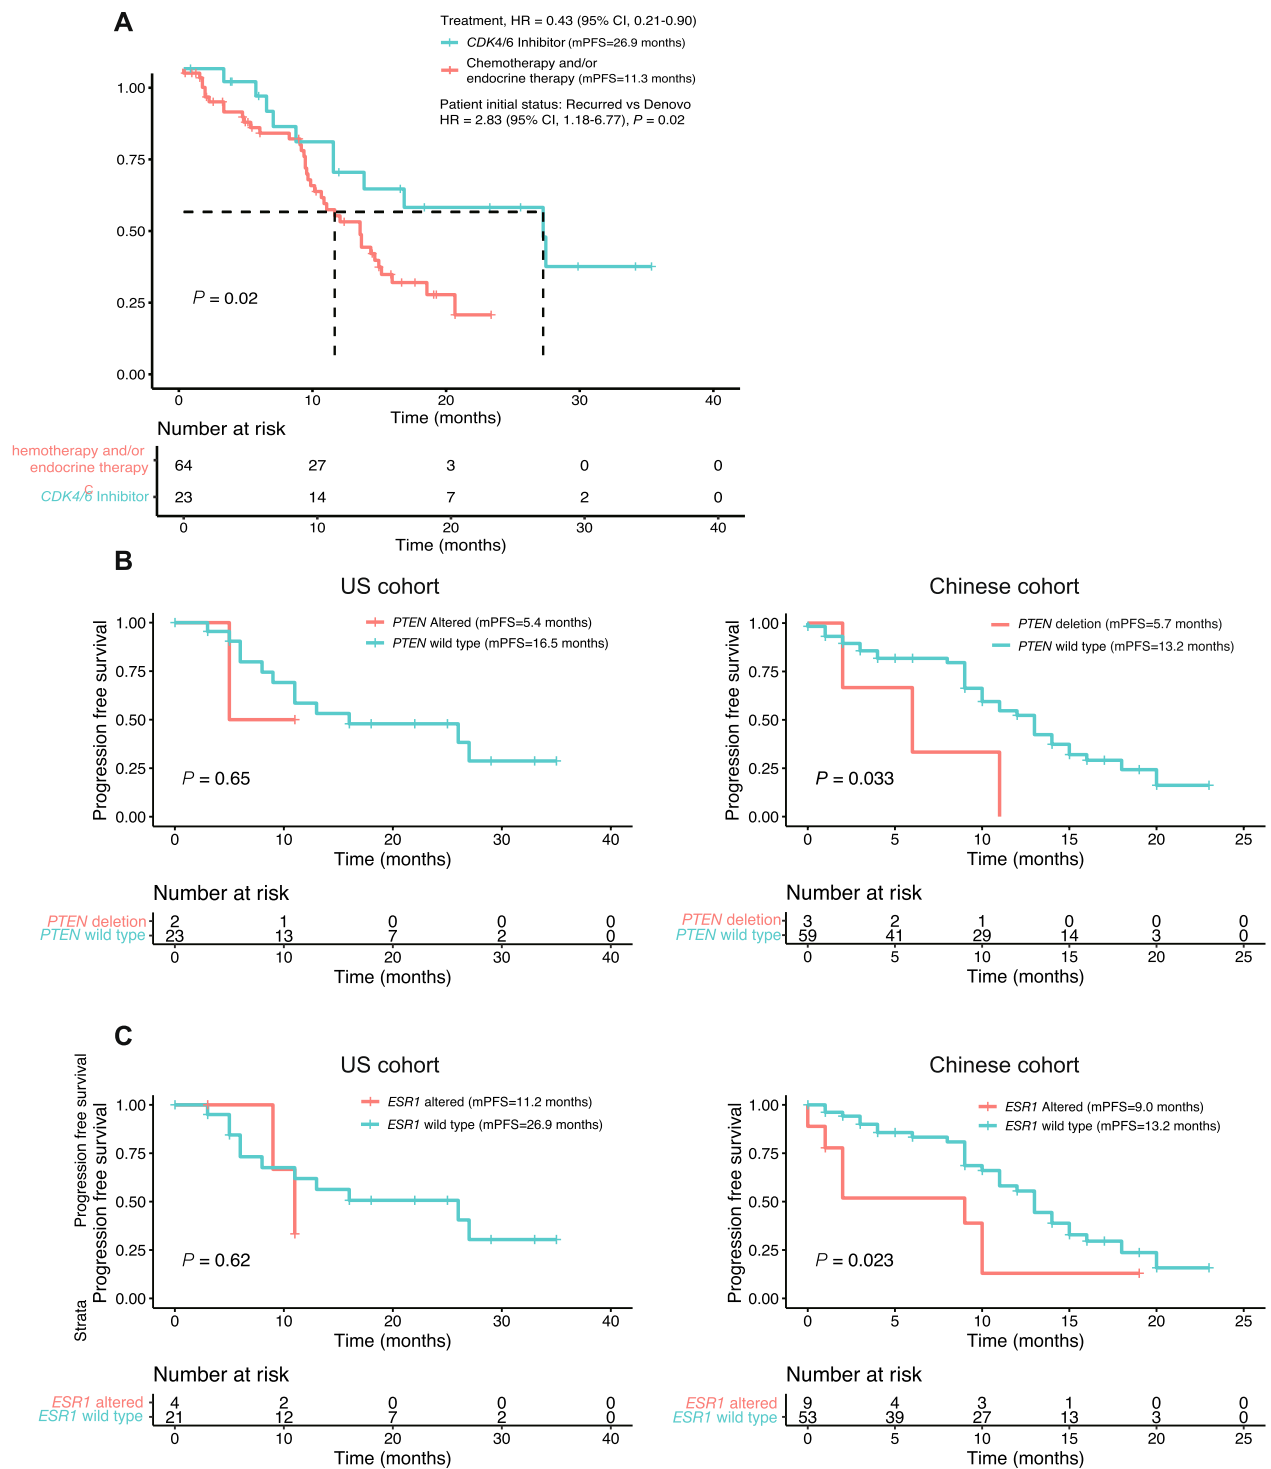 A
Treatment, HR = 0.43 (95% CI, 0.21-0.90)
CDK4/6 Inhibitor (mPFS=26.9 months)
Chemotherapy and/or
endocrine therapy (mPFS=11.3 months)
Patient initial status: Recurred vs Denovo
HR = 2.83 (95% CI, 1.18-6.77), P = 0.02
1.00
0.75
0.50
0.25
0.00
P = 0.02
0 10 20 30 40
Time (months)
Number at risk
hemotherapy and/or
endocrine therapy
C
64 27 3 0 0
CDK4/6 Inhibitor 23 14 7 2 0
0 10 20 30 40
Time (months)
B
US cohort
Progression free survival
1.00
0.75
0.50
0.25
0.00
PTEN Altered (mPFS=5.4 months)
PTEN wild type (mPFS=16.5 months)
P = 0.65
0 10 20 30 40
Time (months)
Number at risk
PTEN deletion 2 1 0 0 0
PTEN wild type 23 13 7 2 0
0 10 20 30 40
Time (months)
Chinese cohort
Progression free survival
1.00
0.75
0.50
0.25
0.00
PTEN deletion (mPFS=5.7 months)
PTEN wild type (mPFS=13.2 months)
P = 0.033
0 5 10 15 20 25
Time (months)
Number at risk
PTEN deletion 3 2 1 0 0 0
PTEN wild type 59 41 29 14 3 0
0 5 10 15 20 25
Time (months)
C
US cohort
Strata
Progression free survival
Progression free survival
1.00
0.75
0.50
0.25
0.00
ESR1 altered (mPFS=11.2 months)
ESR1 wild type (mPFS=26.9 months)
P = 0.62
0 10 20 30 40
Time (months)
Number at risk
ESR1 altered 4 2 0 0 0
ESR1 wild type 21 12 7 2 0
0 10 20 30 40
Time (months)
Chinese cohort
Progression free survival
1.00
0.75
0.50
0.25
0.00
ESR1 Altered (mPFS=9.0 months)
ESR1 wild type (mPFS=13.2 months)
P = 0.023
0 5 10 15 20 25
Time (months)
Number at risk
ESR1 altered 9 4 3 1 0 0
ESR1 wild type 53 39 27 13 3 0
0 5 10 15 20 25
Time (months)